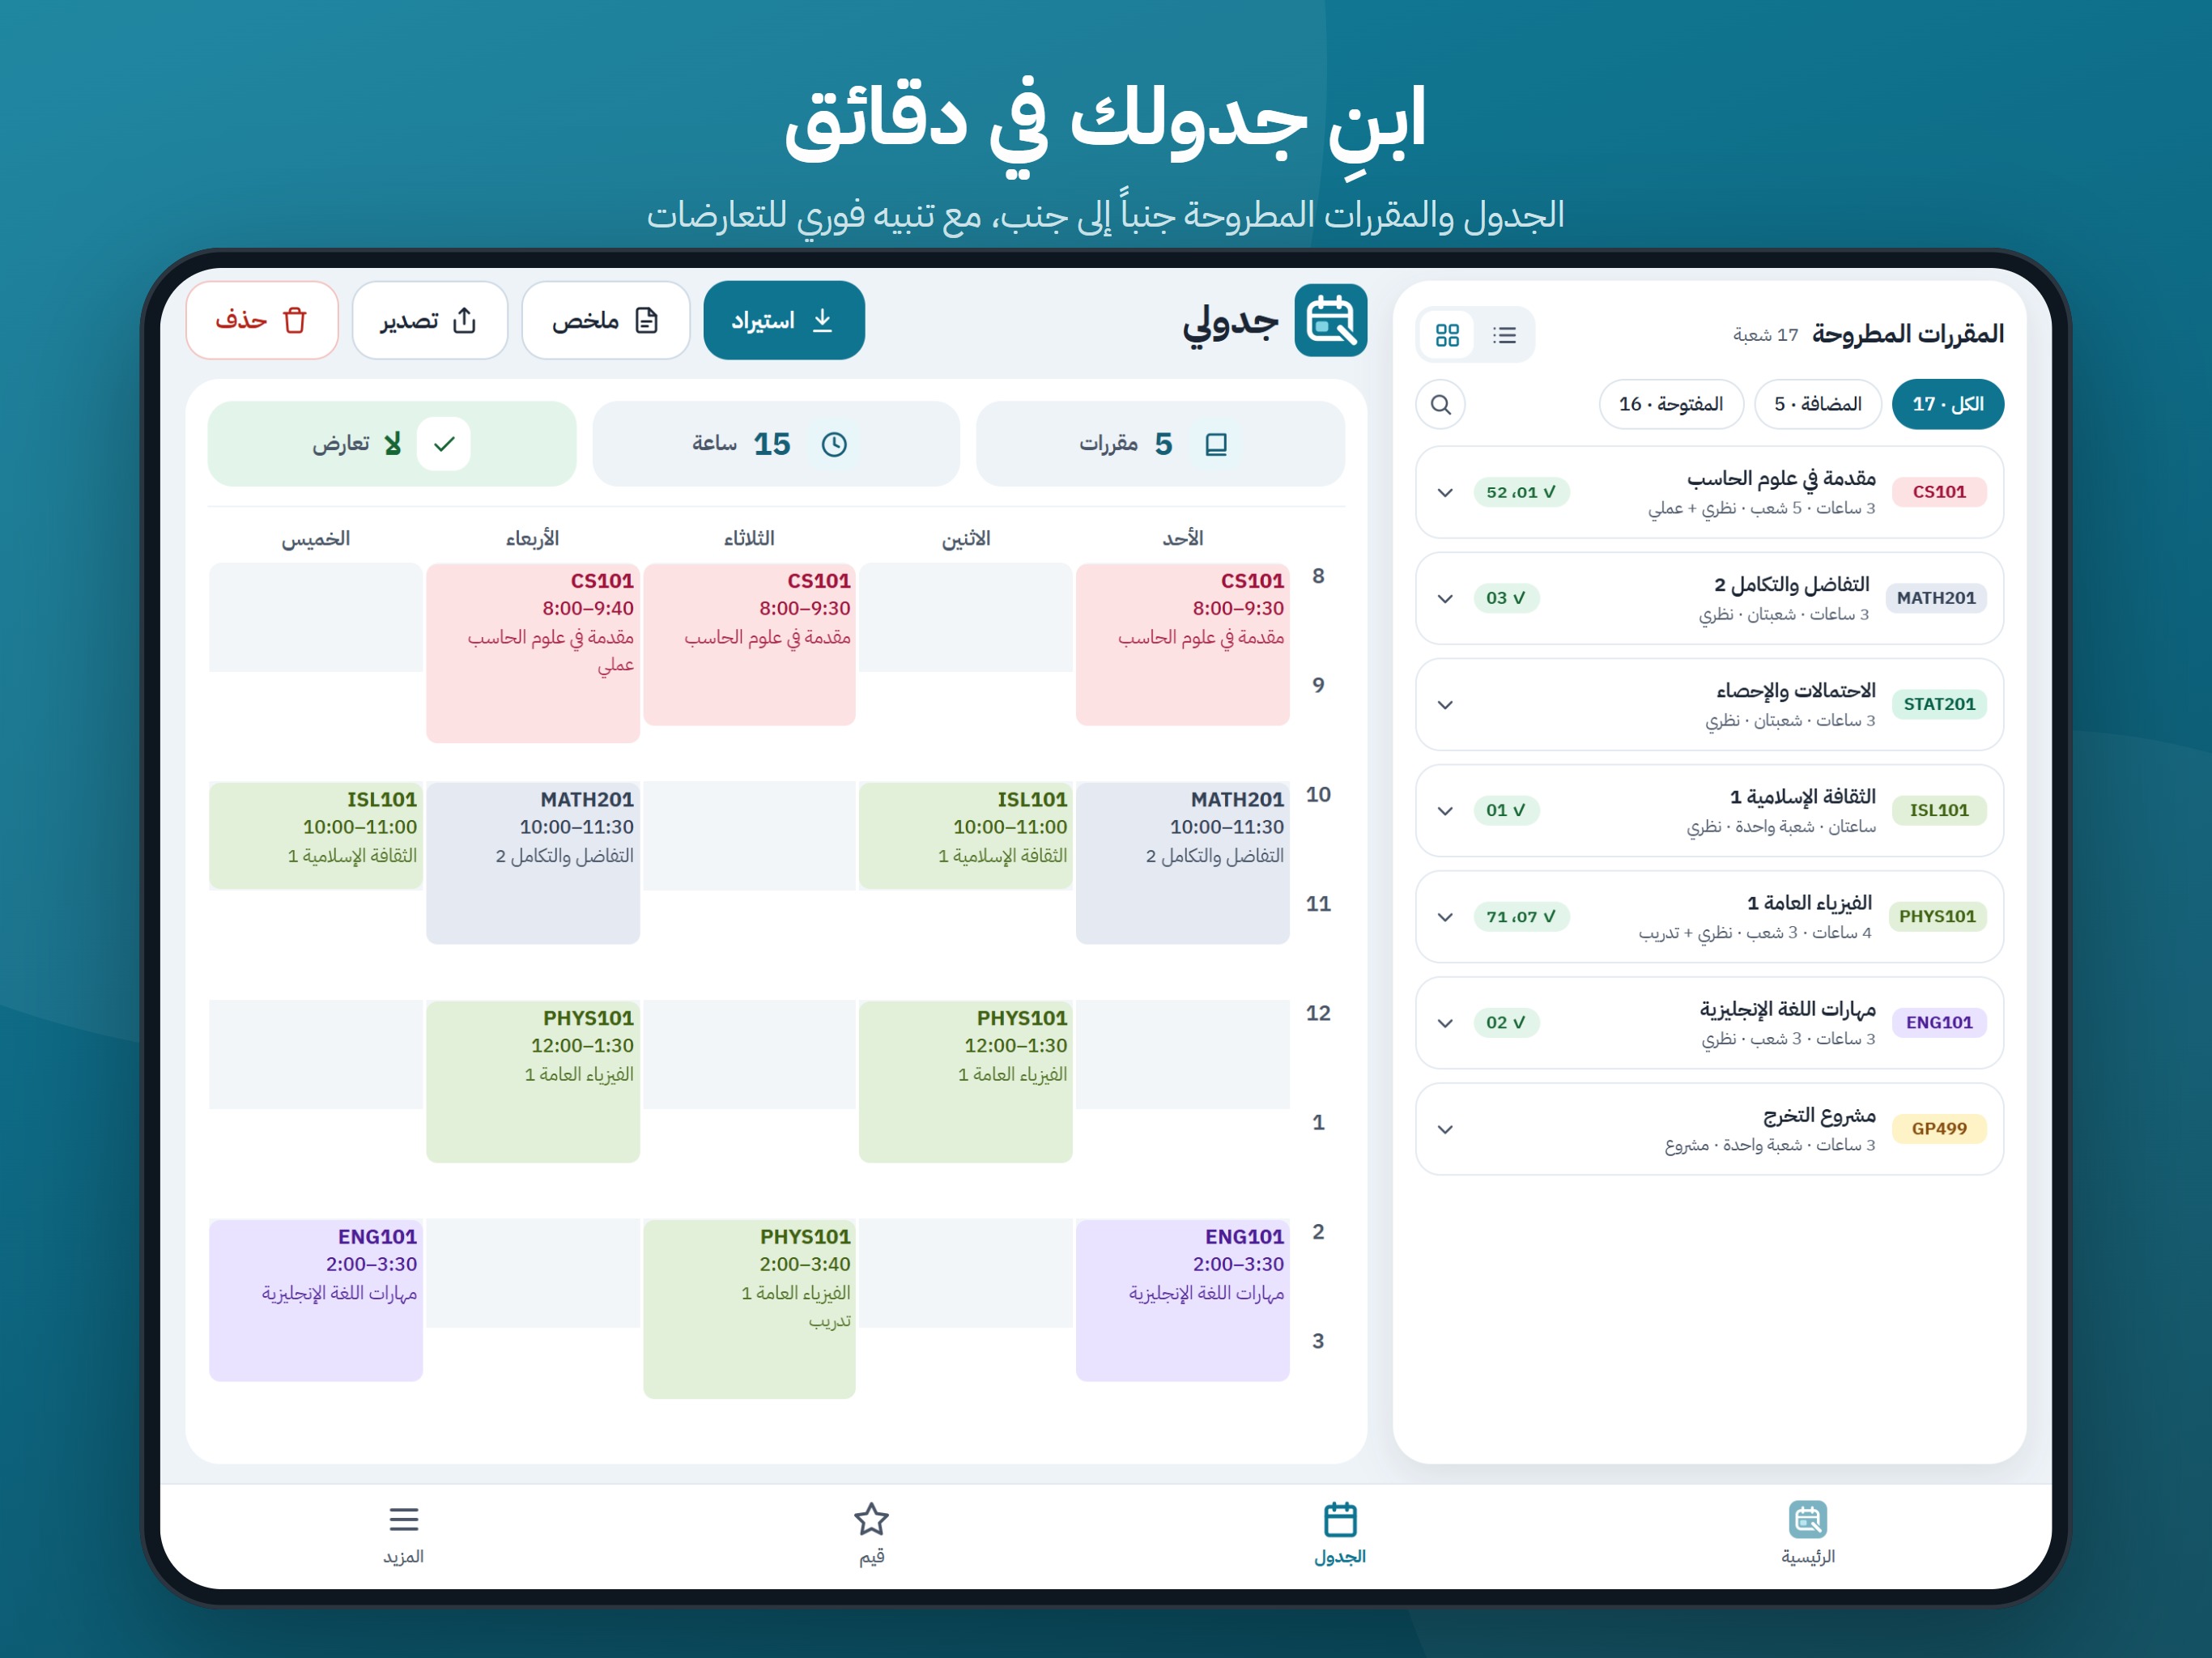 ابنِ جدولك في دقائق
الجدول والمقررات المطروحة جنباً إلى جنب، مع تنبيه فوري للتعارضات
المقررات المطروحة 17 شعبة
الكل · 17
المضافة · 5
المفتوحة · 16
CS101
مقدمة في علوم الحاسب
3 ساعات · 5 شعب · نظري + عملي
✓ 01، 52
MATH201
التفاضل والتكامل 2
3 ساعات · شعبتان · نظري
✓ 03
STAT201
الاحتمالات والإحصاء
3 ساعات · شعبتان · نظري
ISL101
الثقافة الإسلامية 1
ساعتان · شعبة واحدة · نظري
✓ 01
PHYS101
الفيزياء العامة 1
4 ساعات · 3 شعب · نظري + تدريب
✓ 07، 71
ENG101
مهارات اللغة الإنجليزية
3 ساعات · 3 شعب · نظري
✓ 02
GP499
مشروع التخرج
3 ساعات · شعبة واحدة · مشروع
جدولي
استيراد
ملخص
تصدير
حذف
5 مقررات
15 ساعة
لا تعارض
الأحد
الاثنين
الثلاثاء
الأربعاء
الخميس
8
CS101
8:00–9:30
مقدمة في علوم الحاسب
CS101
8:00–9:30
مقدمة في علوم الحاسب
CS101
8:00–9:40
مقدمة في علوم الحاسب
عملي
9
10
MATH201
10:00–11:30
التفاضل والتكامل 2
ISL101
10:00–11:00
الثقافة الإسلامية 1
MATH201
10:00–11:30
التفاضل والتكامل 2
ISL101
10:00–11:00
الثقافة الإسلامية 1
11
12
PHYS101
12:00–1:30
الفيزياء العامة 1
PHYS101
12:00–1:30
الفيزياء العامة 1
1
2
ENG101
2:00–3:30
مهارات اللغة الإنجليزية
PHYS101
2:00–3:40
الفيزياء العامة 1
تدريب
ENG101
2:00–3:30
مهارات اللغة الإنجليزية
3
الرئيسية
الجدول
قيم
المزيد